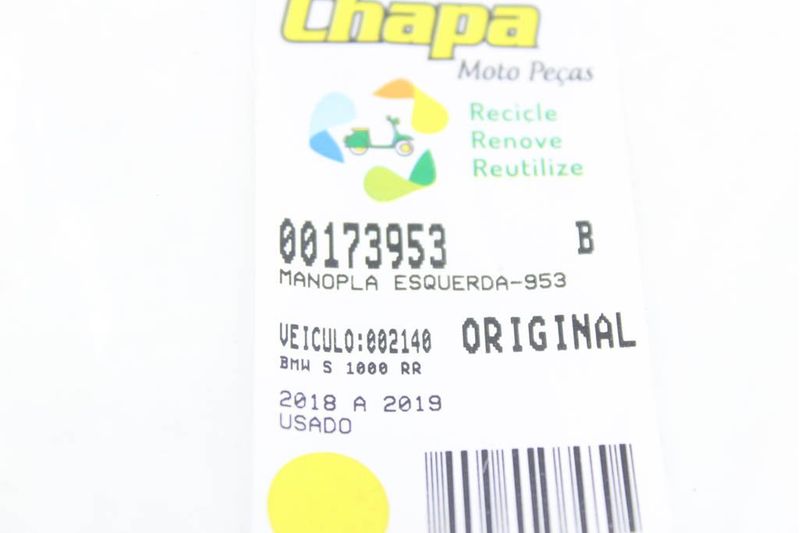 Chapa
Moto Peças
Recicle
Renove
Reutilize
00173953 B
MANOPLA ESQUERDA-953
VEICULO:002140 ORIGINAL
BMW S 1000 RR
2018 A 2019
USADO